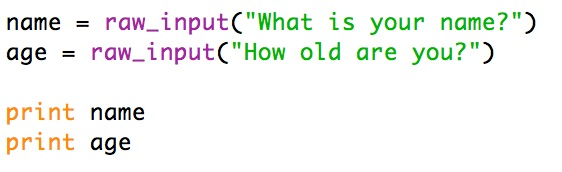 name = raw_input("What is your name?")
age = raw_input("How old are you?")
print name
print age